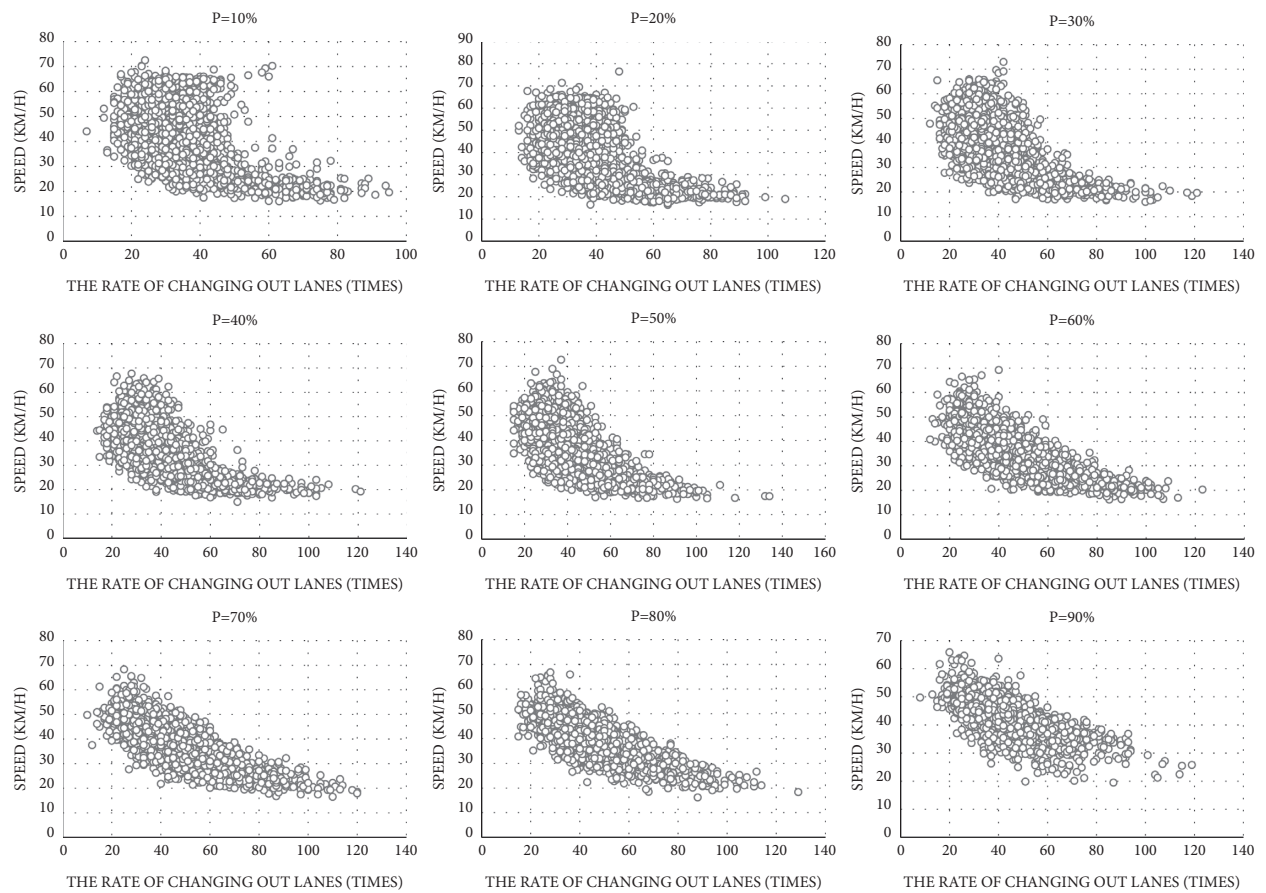 P=10%
80
70
60
50
40
30
20
10
0
SPEED (KM/H)
0 20 40 60 80 100
THE RATE OF CHANGING OUT LANES (TIMES)
P=20%
90
80
70
60
50
40
30
20
10
0
SPEED (KM/H)
0 20 40 60 80 100 120
THE RATE OF CHANGING OUT LANES (TIMES)
P=30%
80
70
60
50
40
30
20
10
0
SPEED (KM/H)
0 20 40 60 80 100 120 140
THE RATE OF CHANGING OUT LANES (TIMES)
P=40%
80
70
60
50
40
30
20
10
0
SPEED (KM/H)
0 20 40 60 80 100 120 140
THE RATE OF CHANGING OUT LANES (TIMES)
P=50%
80
70
60
50
40
30
20
10
0
SPEED (KM/H)
0 20 40 60 80 100 120 140 160
THE RATE OF CHANGING OUT LANES (TIMES)
P=60%
80
70
60
50
40
30
20
10
0
SPEED (KM/H)
0 20 40 60 80 100 120 140
THE RATE OF CHANGING OUT LANES (TIMES)
P=70%
80
70
60
50
40
30
20
10
0
SPEED (KM/H)
0 20 40 60 80 100 120 140
THE RATE OF CHANGING OUT LANES (TIMES)
P=80%
80
70
60
50
40
30
20
10
0
SPEED (KM/H)
0 20 40 60 80 100 120 140
THE RATE OF CHANGING OUT LANES (TIMES)
P=90%
70
60
50
40
30
20
10
0
SPEED (KM/H)
0 20 40 60 80 100 120 140
THE RATE OF CHANGING OUT LANES (TIMES)